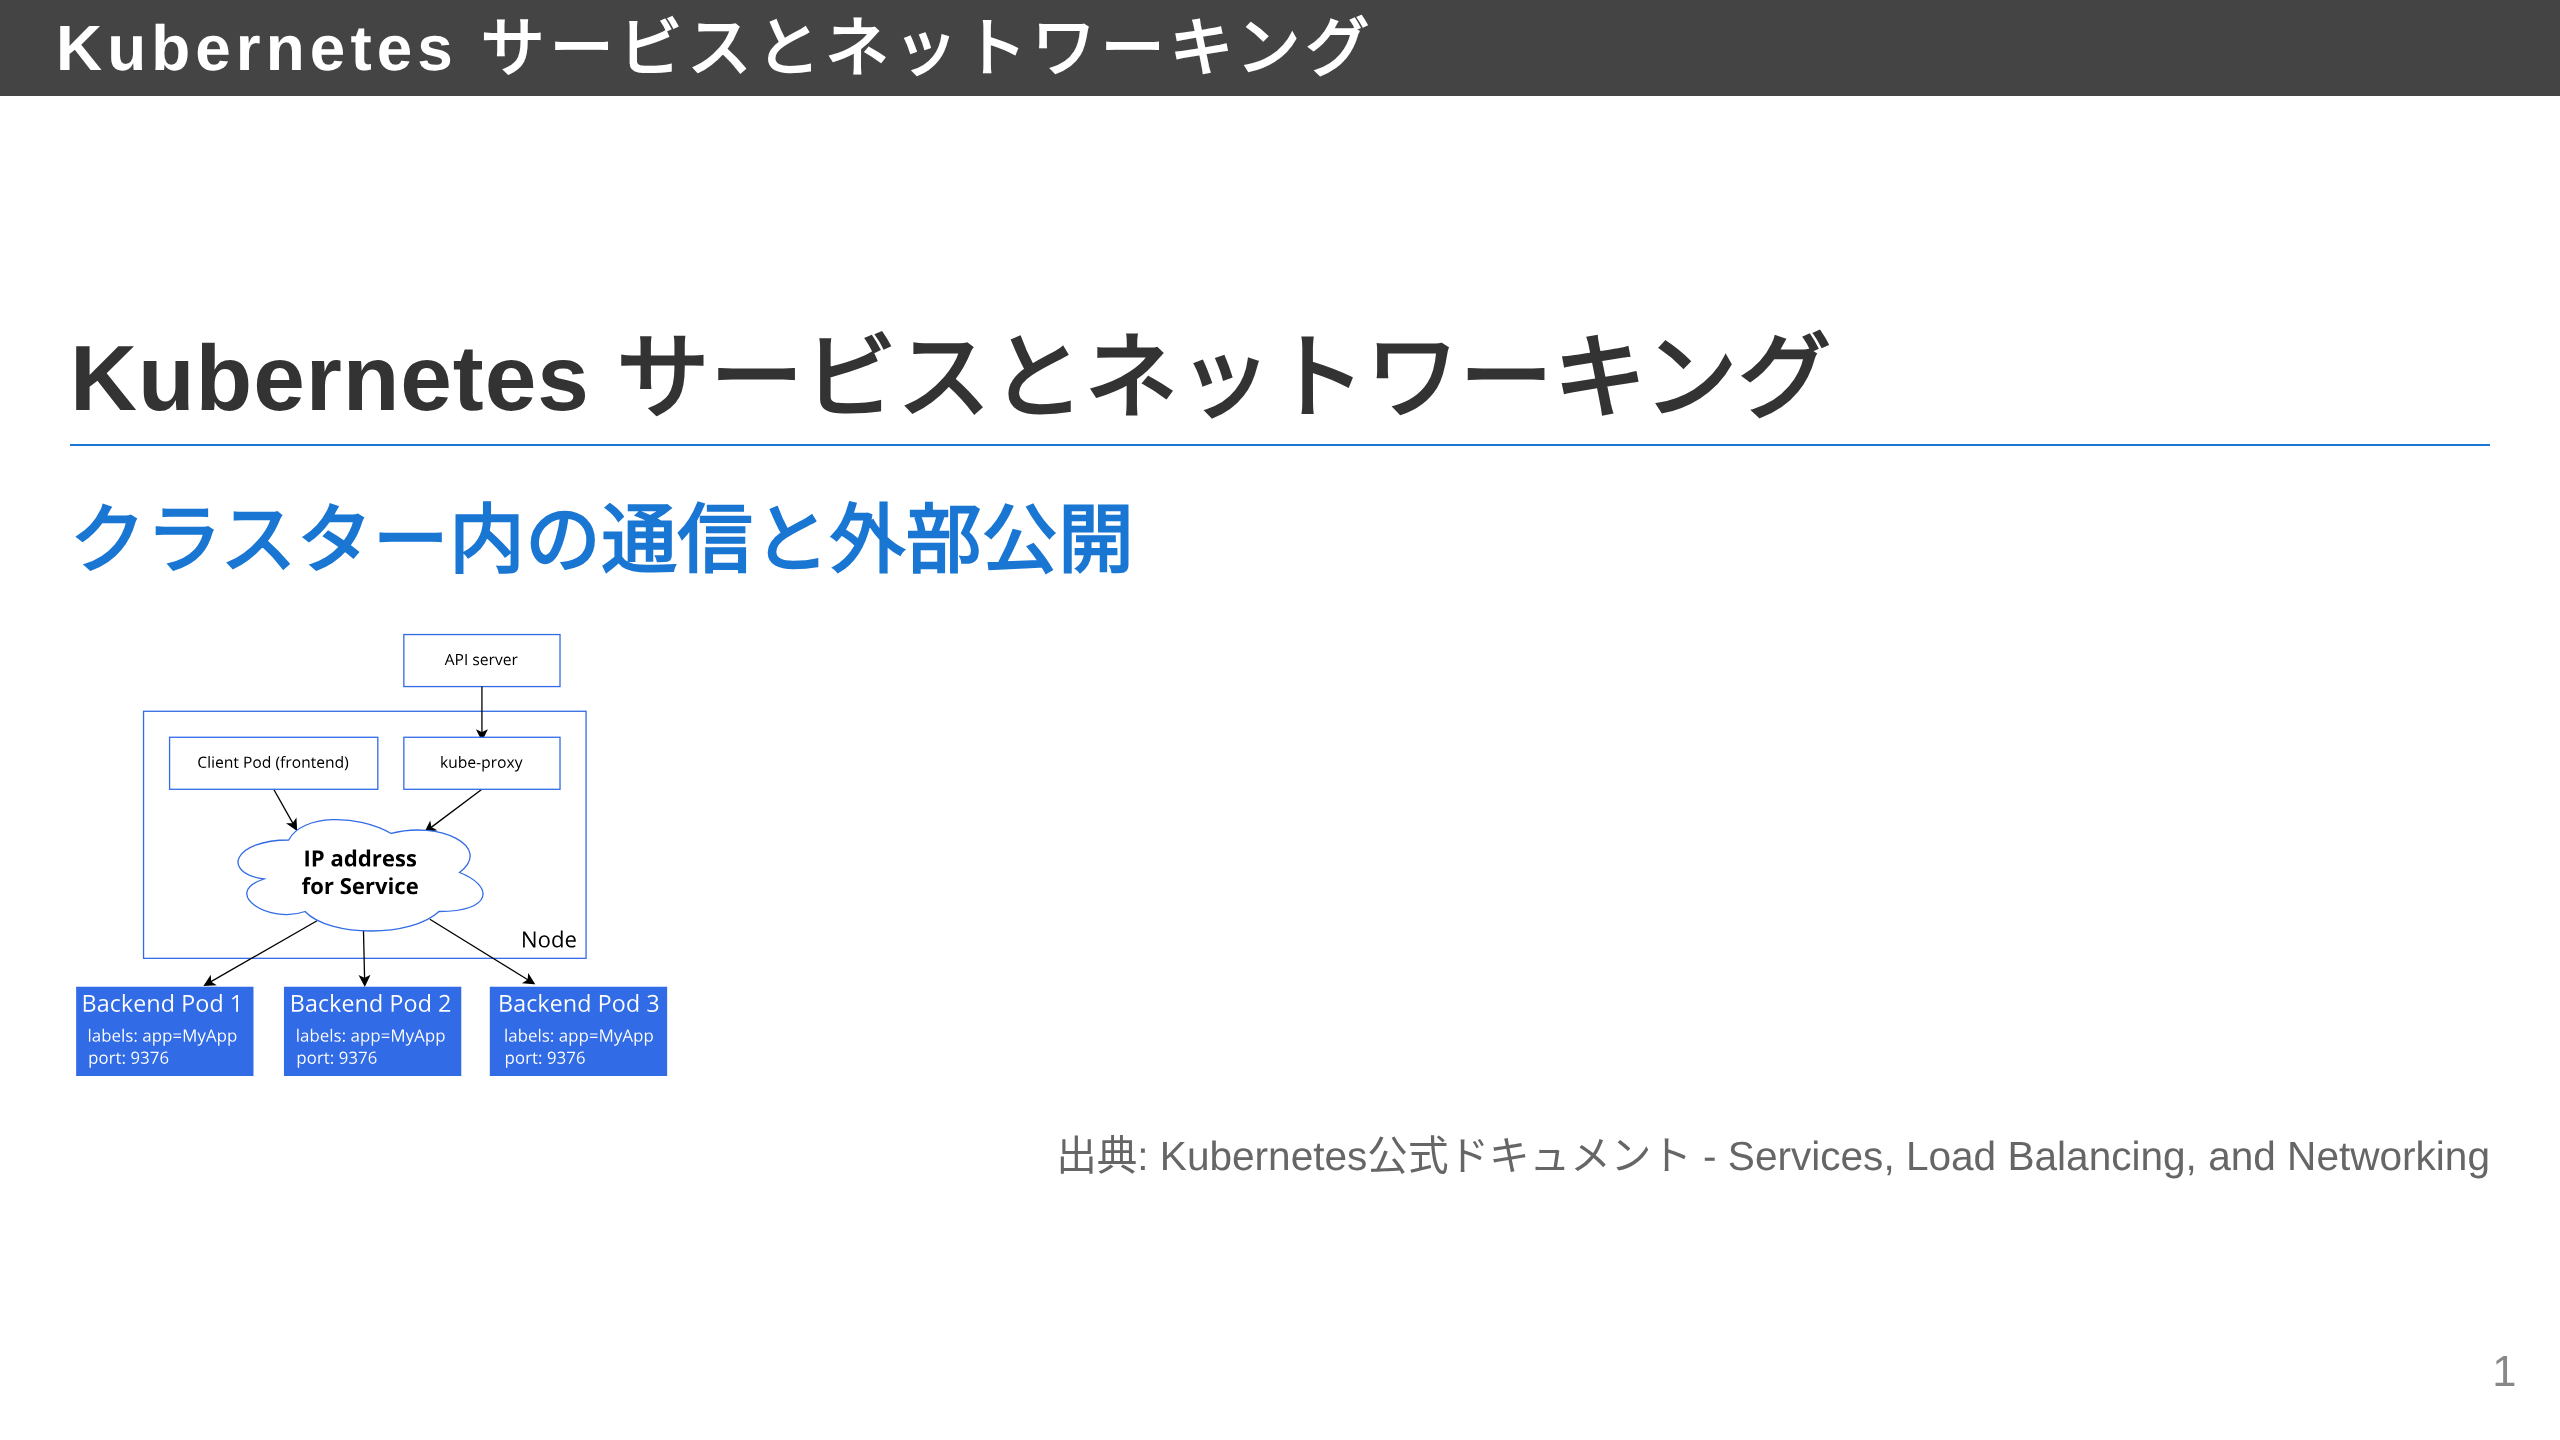 Kubernetes サービスとネットワーキング
Kubernetes サービスとネットワーキング
クラスター内の通信と外部公開
API server
Client Pod (frontend)
kube-proxy
IP address
for Service
Node
Backend Pod 1
labels: app=MyApp
port: 9376
Backend Pod 2
labels: app=MyApp
port: 9376
Backend Pod 3
labels: app=MyApp
port: 9376
出典: Kubernetes公式ドキュメント - Services, Load Balancing, and Networking
1